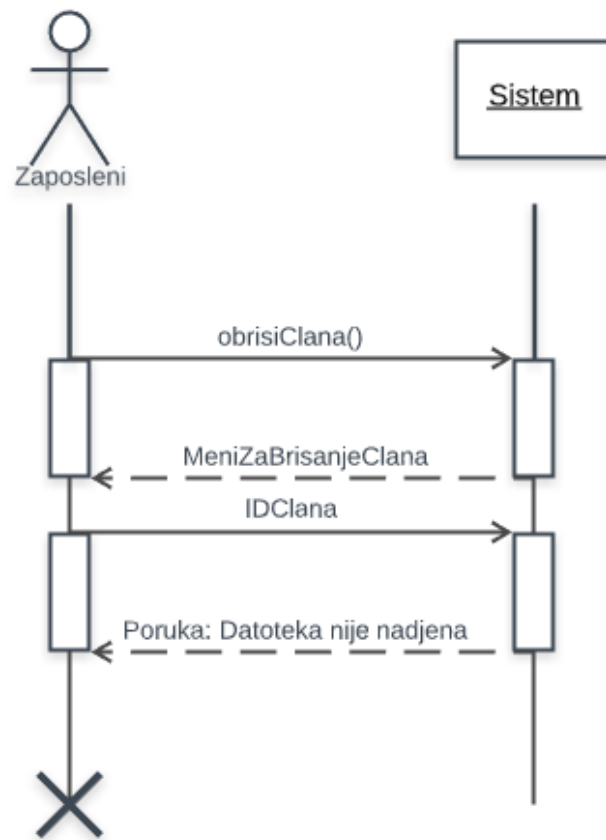 Zaposleni
Sistem
obrisiClana()
MeniZaBrisanjeClana
IDClana
Poruka: Datoteka nije nadjena